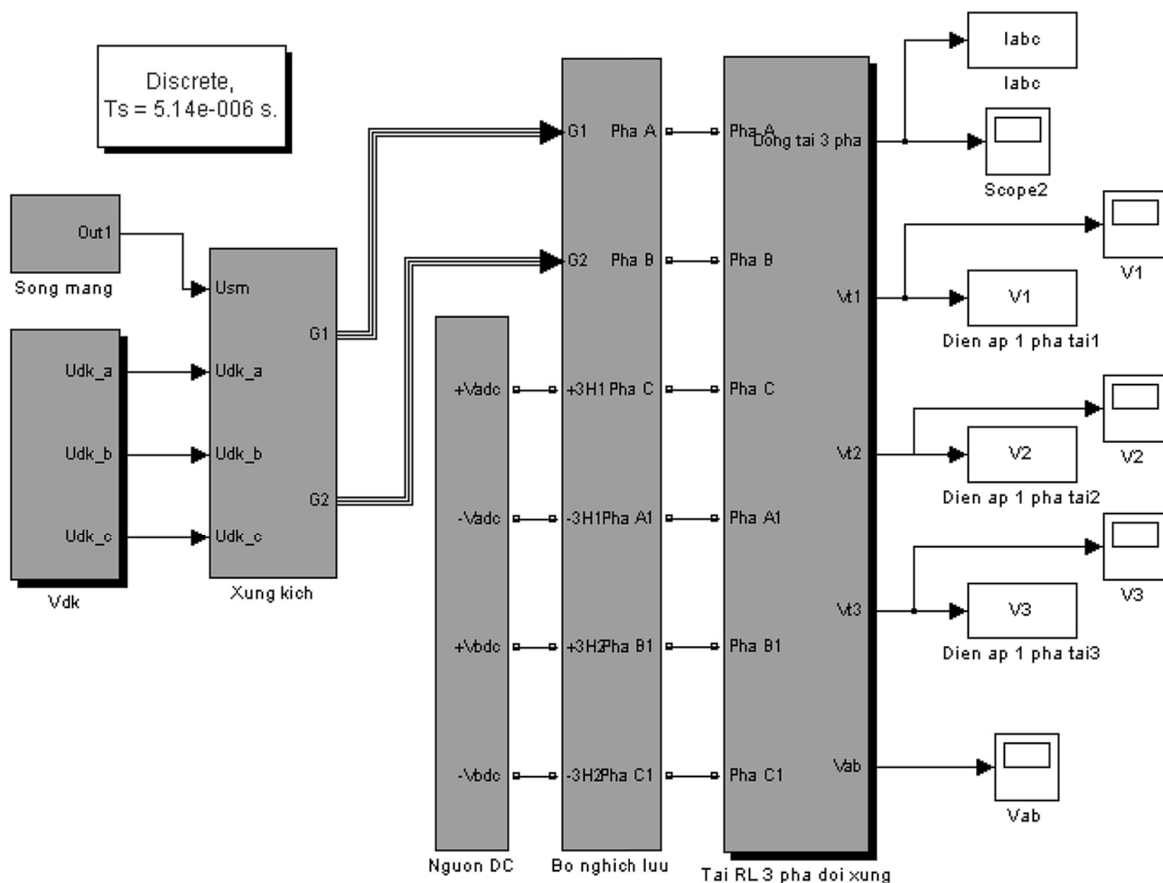 Discrete,
Ts = 5.14e-006 s.
Out1
Song mang
Udk_a
Udk_b
Udk_c
Vdk
Usm
Udk_a
Udk_b
Udk_c
G1
G2
Xung kich
+Vadc
-Vadc
+Vbdc
-Vbdc
Nguon DC
G1
G2
+3H1
-3H1
+3H2
-3H2
Pha A
Pha B
Pha C
Pha A1
Pha B1
Pha C1
Bo nghich luu
Pha A
Pha B
Pha C
Pha A1
Pha B1
Pha C1
Dong tai 3 pha
Vt1
Vt2
Vt3
Vab
Tai RL 3 pha doi xung
Iabc
Iabc
Scope2
V1
V1
Dien ap 1 pha tai1
V2
V2
Dien ap 1 pha tai2
V3
V3
Dien ap 1 pha tai3
Vab